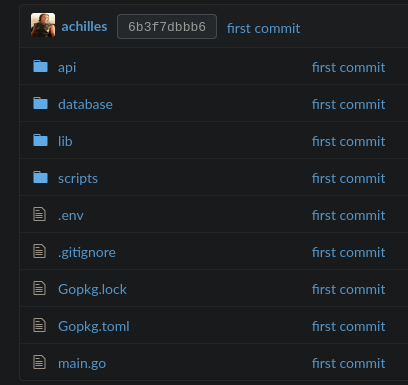 achilles 6b3f7dbbb6 first commit
api first commit
database first commit
lib first commit
scripts first commit
.env first commit
.gitignore first commit
Gopkg.lock first commit
Gopkg.toml first commit
main.go first commit